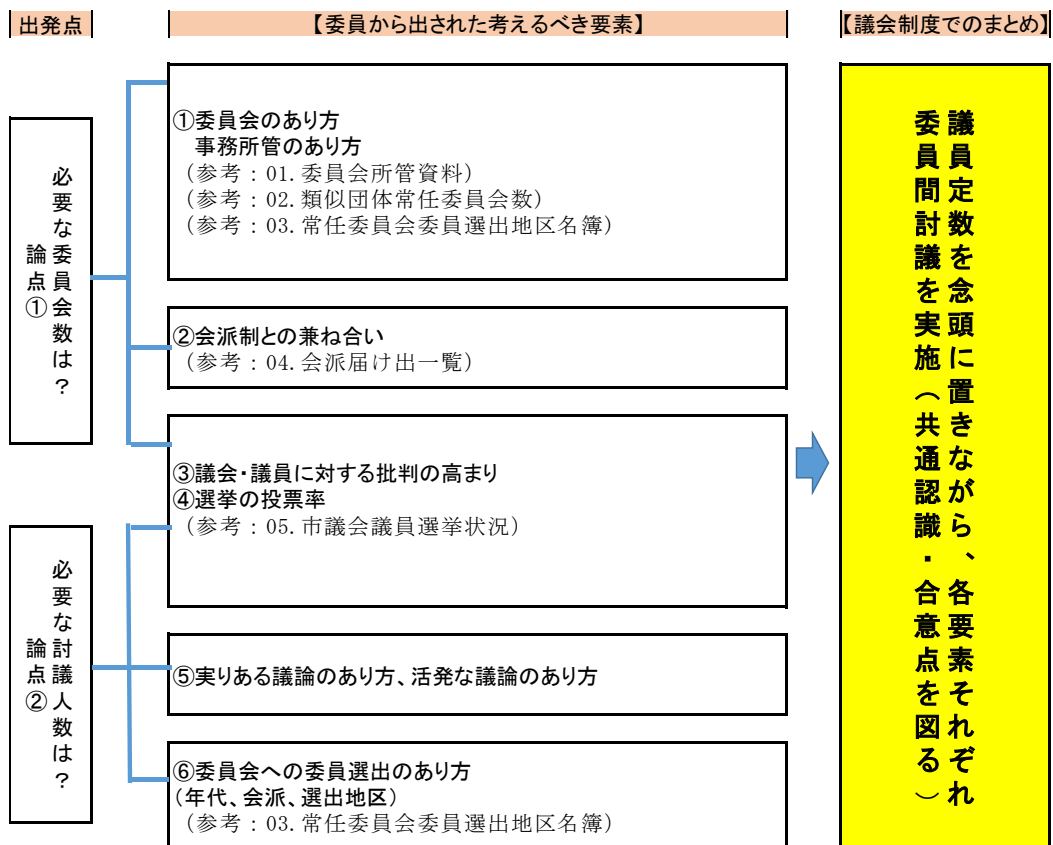 出発点
【委員から出された考えるべき要素】
【議会制度でのまとめ】
必要な委員会数は？
論点①
①委員会のあり方
事務所管のあり方
（参考：01.委員会所管資料）
（参考：02.類似団体常任委員会数）
（参考：03.常任委員会委員選出地区名簿）
②会派制との兼ね合い
（参考：04.会派届け出一覧）
③議会・議員に対する批判の高まり
④選挙の投票率
（参考：05.市議会議員選挙状況）
必要な討議人数は？
論点②
⑤実りある議論のあり方、活発な議論のあり方
⑥委員会への委員選出のあり方
（年代、会派、選出地区）
（参考：03.常任委員会委員選出地区名簿）
議員定数を念頭に置きながら、各要素それぞれ
委員間討議を実施（共通認識・合意点を図る）